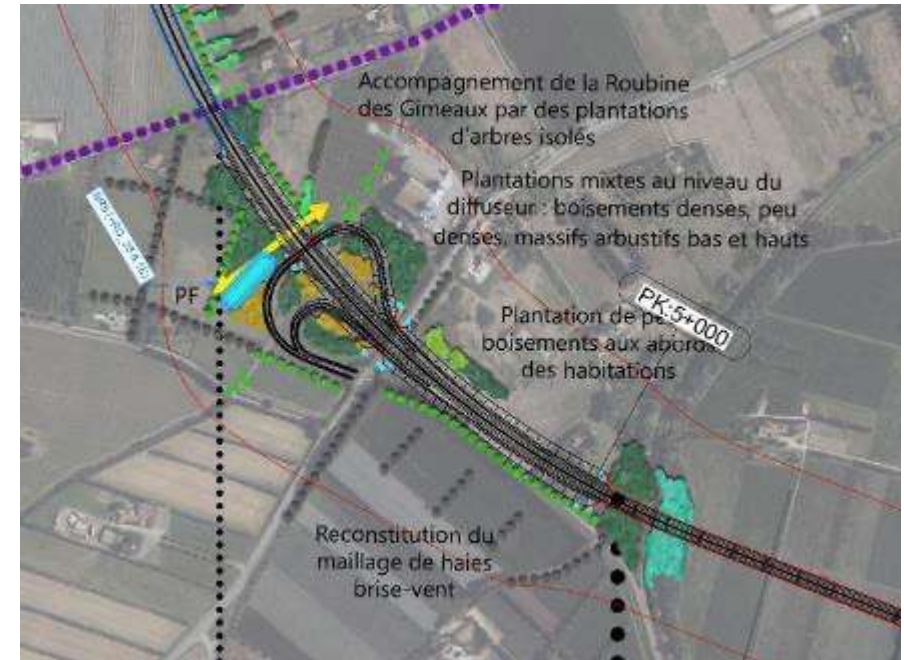 Accompagnement de la Roubine
des Gimeaux par des plantations
d'arbres isolés
Plantations mixtes au niveau du
diffuseur : boisements denses, peu
denses, massifs arbustifs bas et hauts
PK:5+000
PF
Plantation de
boisements aux abords
des habitations
Reconstitution du
maillage de haies
brise-vent